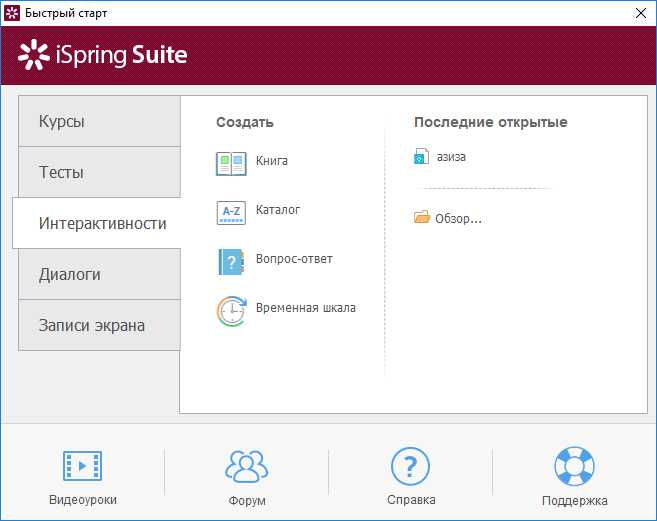 Быстрый старт
iSpring Suite
Курсы
Тесты
Интерактивности
Диалоги
Записи экрана
Создать
Книга
A-Z
Каталог
?
Вопрос-ответ
Временная шкала
Последние открытые
азиза
Обзор...
Видеоуроки
Форум
?
Справка
Поддержка